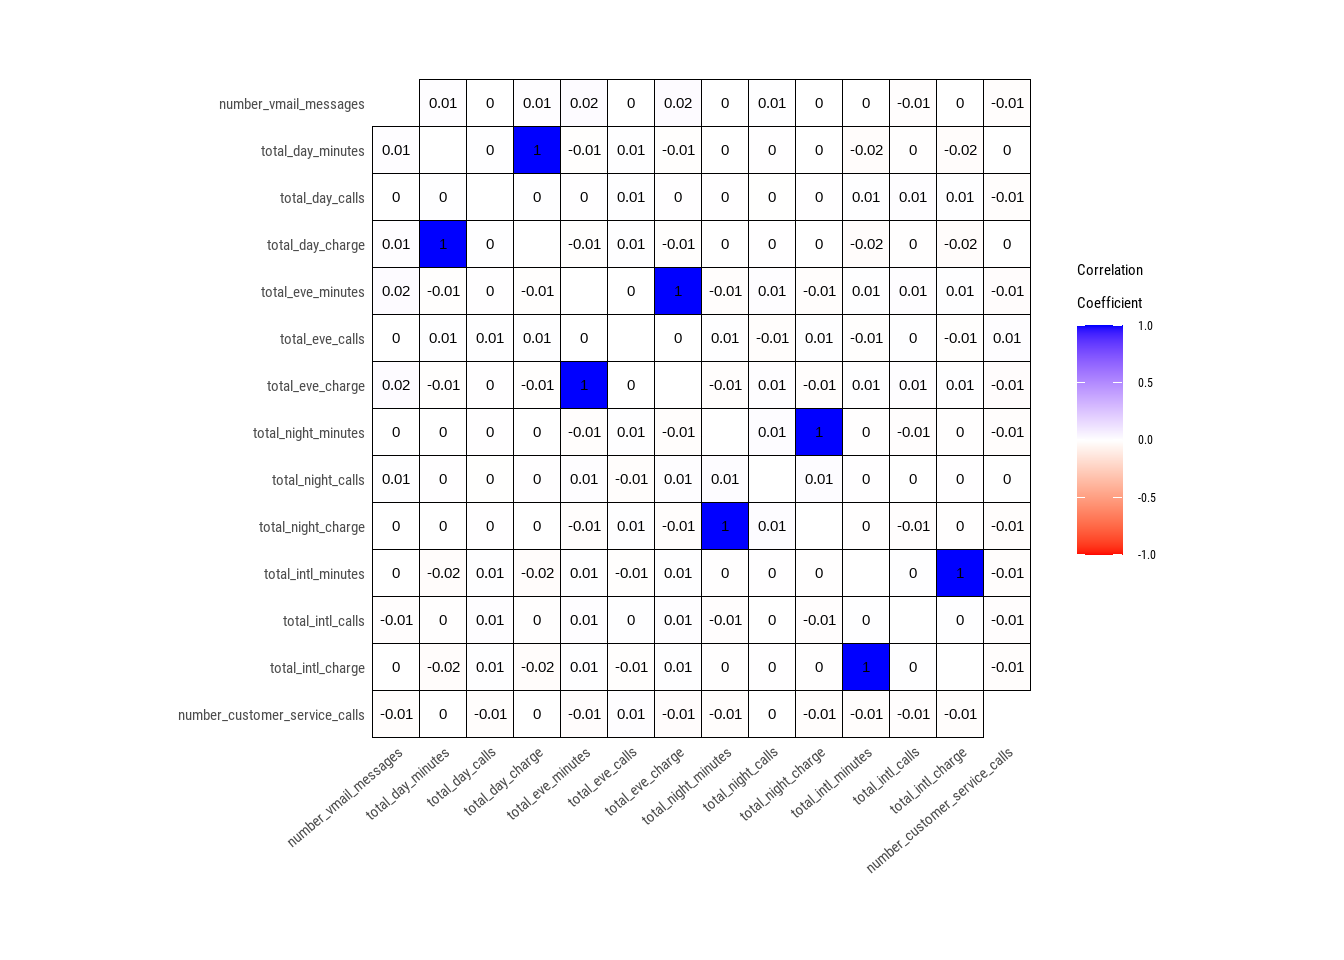 number_vmail_messages 0.01 0 0.01 0.02 0 0.02 0 0.01 0 0 -0.01 0 -0.01
total_day_minutes 0.01 0 1 -0.01 0.01 -0.01 0 0 0 -0.02 0 -0.02 0
total_day_calls 0 0 0 0 0.01 0 0 0 0 0.01 0.01 0.01 -0.01
total_day_charge 0.01 1 0 -0.01 0.01 -0.01 0 0 0 -0.02 0 -0.02 0
total_eve_minutes 0.02 -0.01 0 -0.01 0 1 -0.01 0.01 -0.01 0.01 0.01 0.01 -0.01
total_eve_calls 0 0.01 0.01 0.01 0 0 0.01 -0.01 0.01 -0.01 0 -0.01 0.01
total_eve_charge 0.02 -0.01 0 -0.01 1 0 -0.01 0.01 -0.01 0.01 0.01 0.01 -0.01
total_night_minutes 0 0 0 0 -0.01 0.01 -0.01 0.01 1 0 -0.01 0 -0.01
total_night_calls 0.01 0 0 0 0.01 -0.01 0.01 0.01 0.01 0 0 0 0
total_night_charge 0 0 0 0 -0.01 0.01 -0.01 1 0.01 0 -0.01 0 -0.01
total_intl_minutes 0 -0.02 0.01 -0.02 0.01 -0.01 0.01 0 0 0 0 1 -0.01
total_intl_calls -0.01 0 0.01 0 0.01 0 0.01 -0.01 0 -0.01 0 0 -0.01
total_intl_charge 0 -0.02 0.01 -0.02 0.01 -0.01 0.01 0 0 0 1 0 -0.01
number_customer_service_calls -0.01 0 -0.01 0 -0.01 0.01 -0.01 -0.01 0 -0.01 -0.01 -0.01 -0.01
number_vmail_messages
total_day_minutes
total_day_calls
total_day_charge
total_eve_minutes
total_eve_calls
total_eve_charge
total_night_minutes
total_night_calls
total_night_charge
total_intl_minutes
total_intl_calls
total_intl_charge
number_customer_service_calls
Correlation
Coefficient
1.0
0.5
0.0
-0.5
-1.0